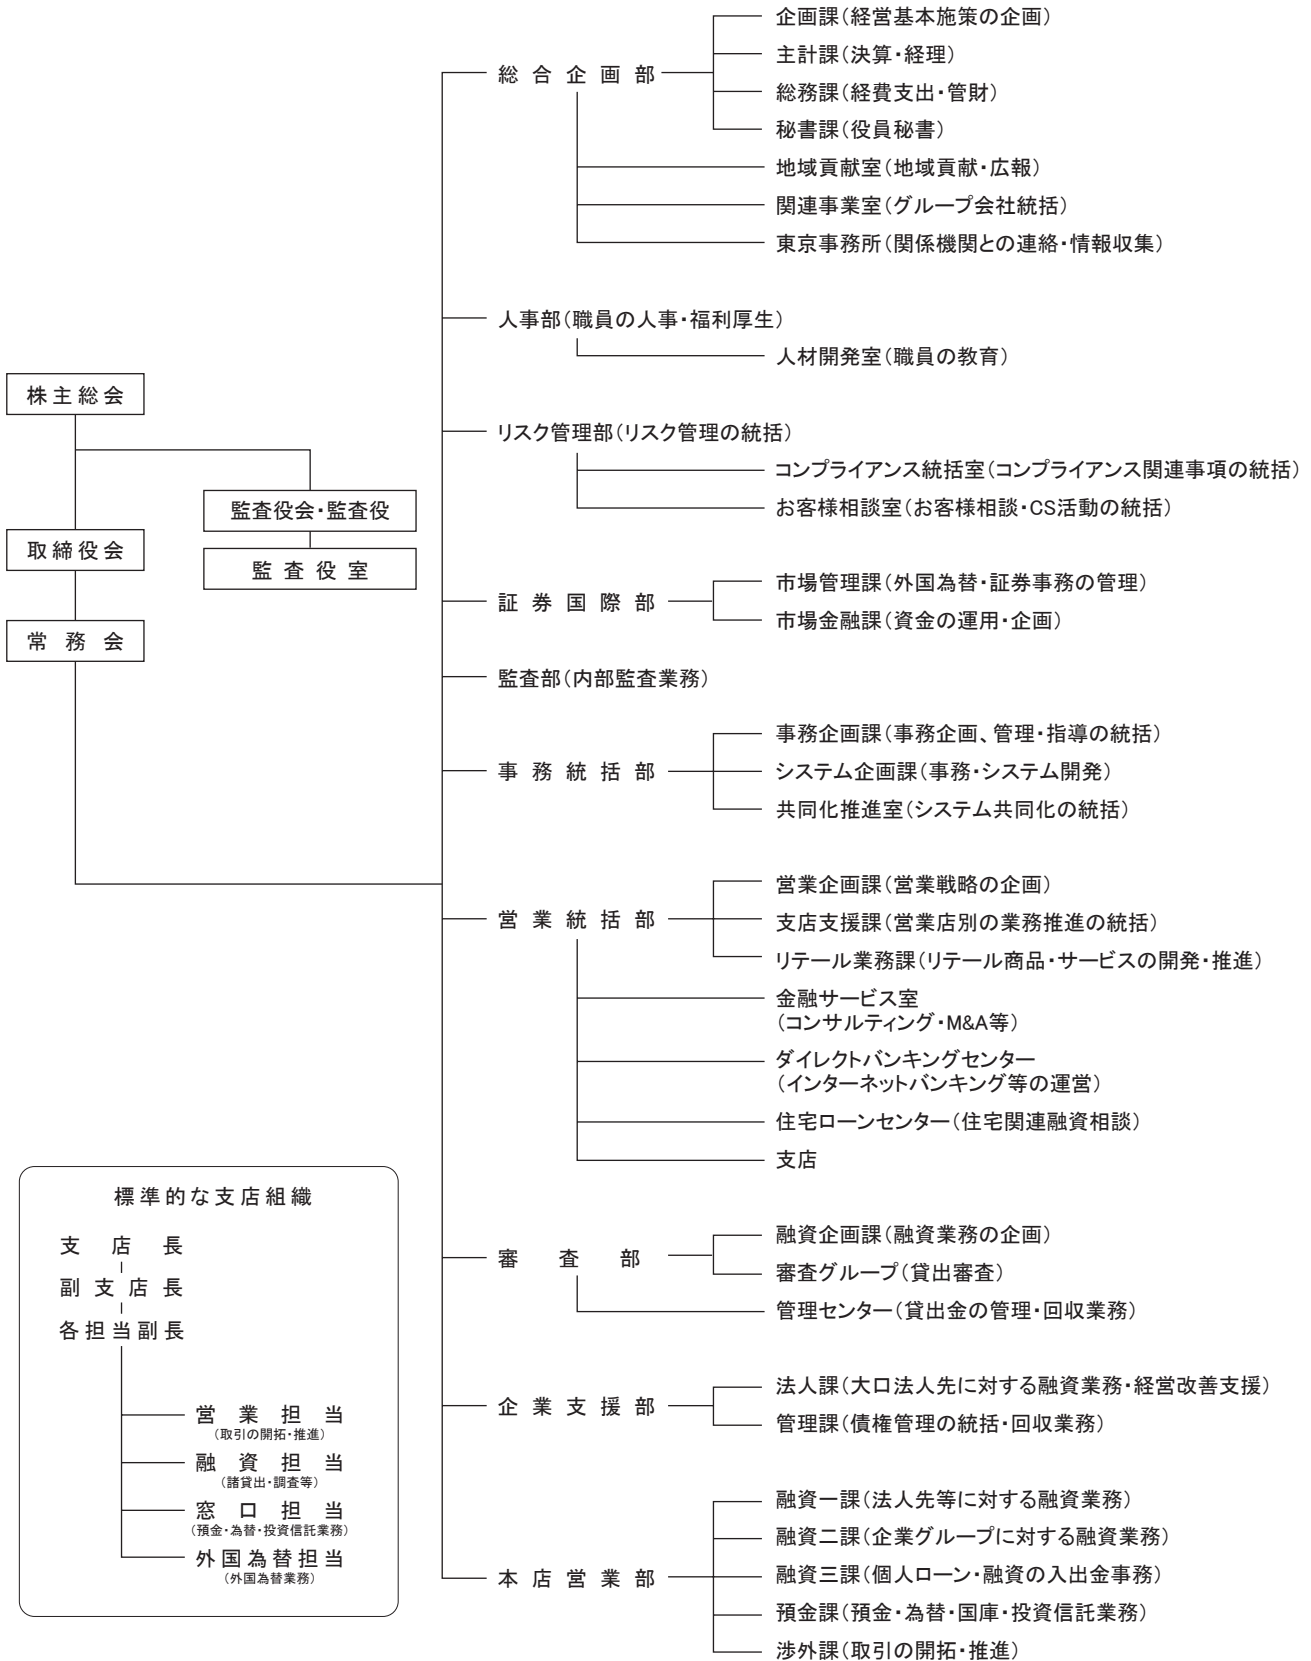 企画課(経営基本施策の企画)
主計課(決算・経理)
総合企画部
総務課(経費支出・管財)
秘書課(役員秘書)
地域貢献室(地域貢献・広報)
関連事業室(グループ会社統括)
東京事務所(関係機関との連絡・情報収集)
人事部(職員の人事・福利厚生)
人材開発室(職員の教育)
株主総会
リスク管理部(リスク管理の統括)
コンプライアンス統括室(コンプライアンス関連事項の統括)
お客様相談室(お客様相談・CS活動の統括)
監査役会・監査役
取締役会
監査役室
常務会
証券国際部
市場管理課(外国為替・証券事務の管理)
市場金融課(資金の運用・企画)
監査部(内部監査業務)
事務統括部
事務企画課(事務企画、管理・指導の統括)
システム企画課(事務・システム開発)
共同化推進室(システム共同化の統括)
営業統括部
営業企画課(営業戦略の企画)
支店支援課(営業店別の業務推進の統括)
リテール業務課(リテール商品・サービスの開発・推進)
金融サービス室
(コンサルティング・M&A等)
ダイレクトバンキングセンター
(インターネットバンキング等の運営)
住宅ローンセンター(住宅関連融資相談)
支店
審査部
融資企画課(融資業務の企画)
審査グループ(貸出審査)
管理センター(貸出金の管理・回収業務)
企業支援部
法人課(大口法人先に対する融資業務・経営改善支援)
管理課(債権管理の統括・回収業務)
本店営業部
融資一課(法人先等に対する融資業務)
融資二課(企業グループに対する融資業務)
融資三課(個人ローン・融資の入出金事務)
預金課(預金・為替・国庫・投資信託業務)
渉外課(取引の開拓・推進)
標準的な支店組織
支店長
副支店長
各担当副長
営業担当
(取引の開拓・推進)
融資担当
(諸貸出・調査等)
窓口担当
(預金・為替・投資信託業務)
外国為替担当
(外国為替業務)